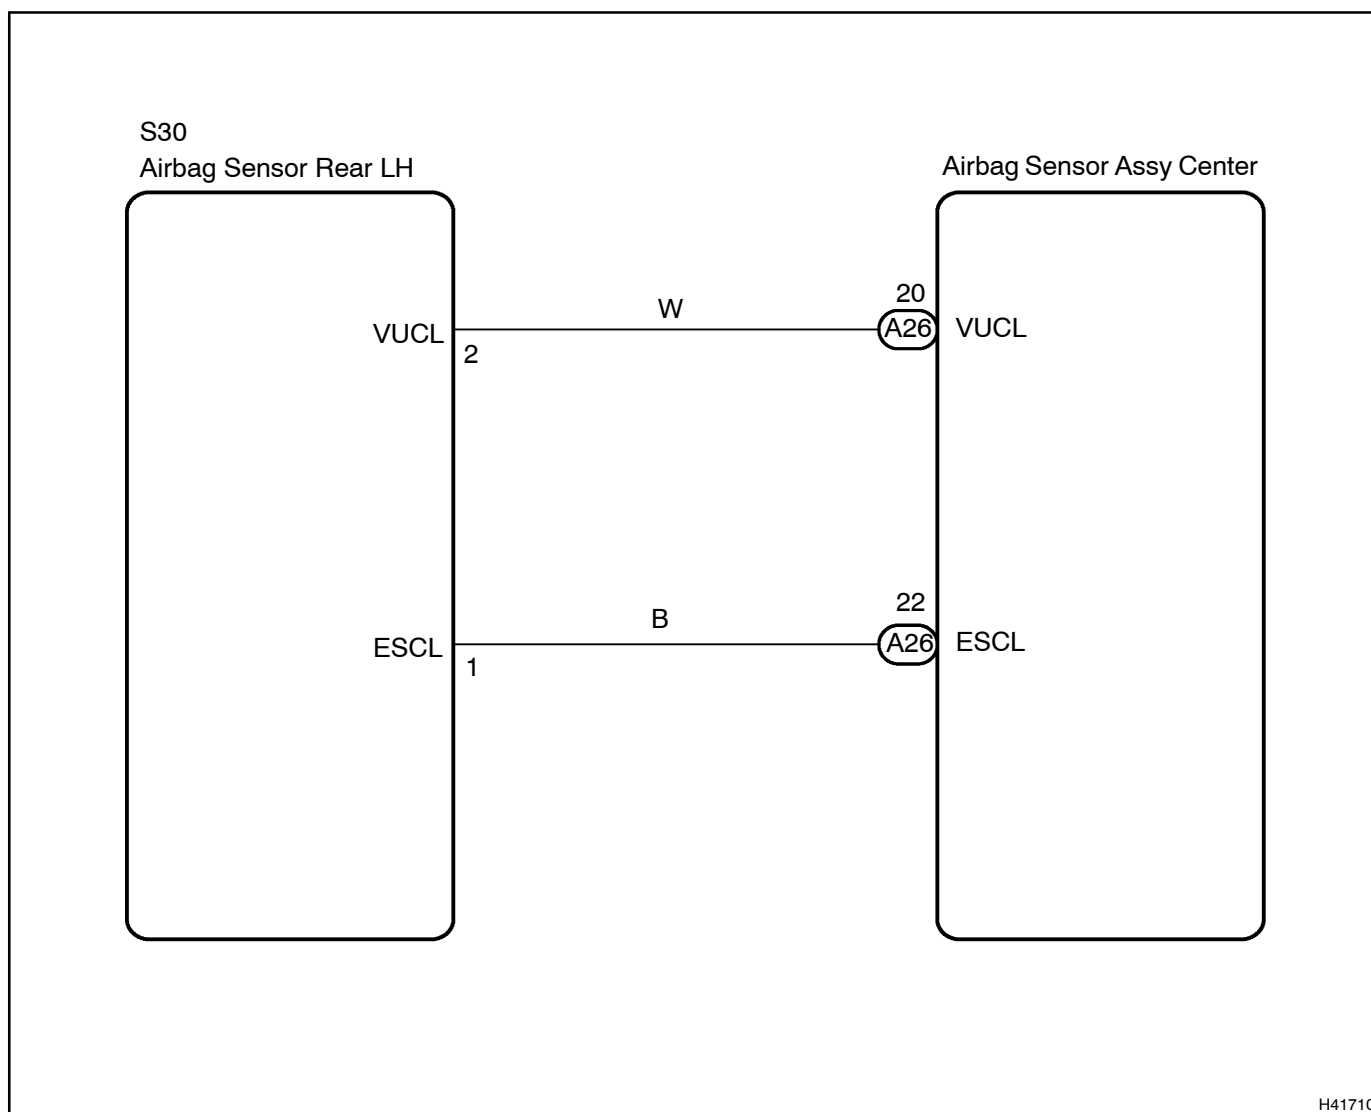 S30
Airbag Sensor Rear LH
Airbag Sensor Assy Center
VUCL
2
W
20
A26
VUCL
ESCL
1
B
22
A26
ESCL
H41710